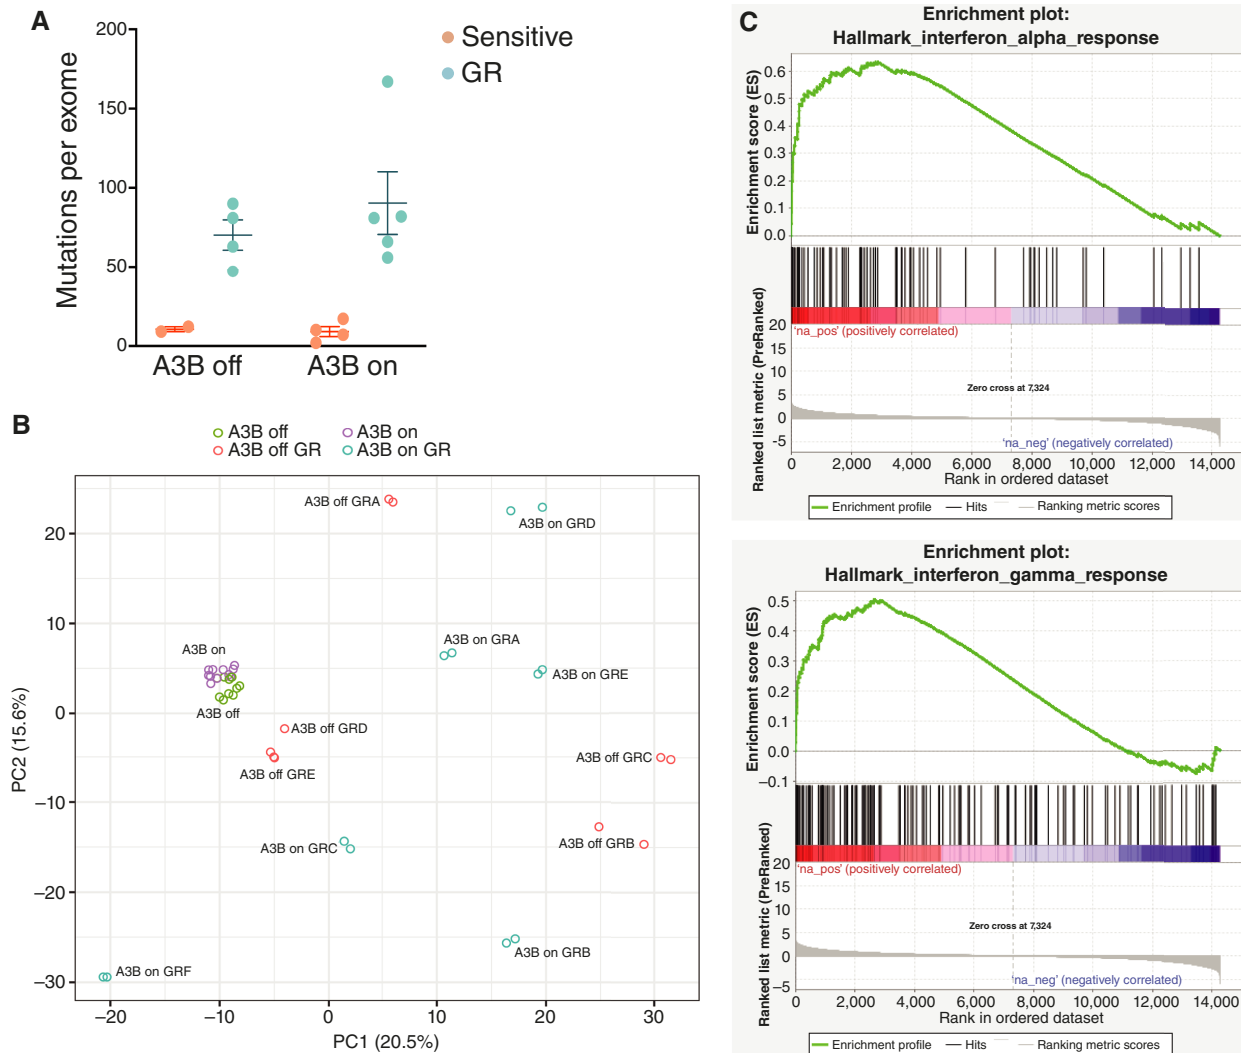 A
200
150
100
50
0
Mutations per exome
Sensitive
GR
A3B off
A3B on
B
A3B off
A3B on
A3B off GR
A3B on GR
20
10
0
−10
−20
−30
PC2 (15.6%)
A3B off GRA
A3B on GRD
A3B on GRA
A3B on
A3B on GRE
A3B off
A3B off GRD
A3B off GRC
A3B off GRE
A3B off GRB
A3B on GRC
A3B on GRB
A3B on GRF
−20
−10
0
10
20
30
PC1 (20.5%)
C
Enrichment plot:
Hallmark_interferon_alpha_response
Enrichment score (ES)
0.6
0.5
0.4
0.3
0.2
0.1
0.0
Ranked list metric (PreRanked)
20
15
10
5
0
-5
'na_pos' (positively correlated)
Zero cross at 7,324
'na_neg' (negatively correlated)
0
2,000
4,000
6,000
8,000
10,000
12,000
14,000
Rank in ordered dataset
Enrichment profile
Hits
Ranking metric scores
Enrichment plot:
Hallmark_interferon_gamma_response
Enrichment score (ES)
0.5
0.4
0.3
0.2
0.1
0.0
−0.1
Ranked list metric (PreRanked)
20
15
10
5
0
−5
'na_pos' (positively correlated)
Zero cross at 7,324
'na_neg' (negatively correlated)
0
2,000
4,000
6,000
8,000
10,000
12,000
14,000
Rank in ordered dataset
Enrichment profile
Hits
Ranking metric scores